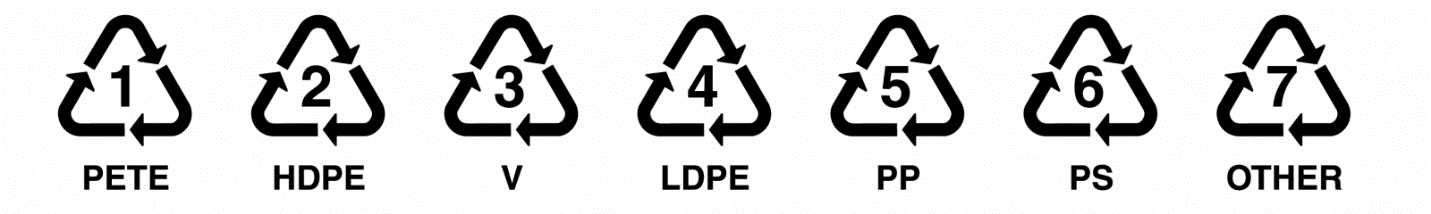 1 2 3 4 5 6 7
PETE HDPE V LDPE PP PS OTHER